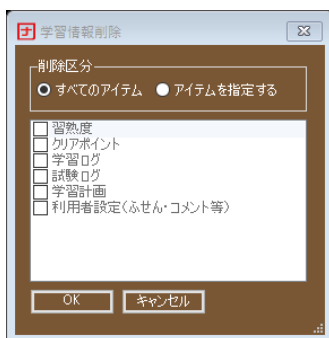 学習情報削除
削除区分
すべてのアイテム アイテムを指定する
習熟度
クリアポイント
学習ログ
試験ログ
学習計画
利用者設定(ふせん・コメント等)
OK キャンセル